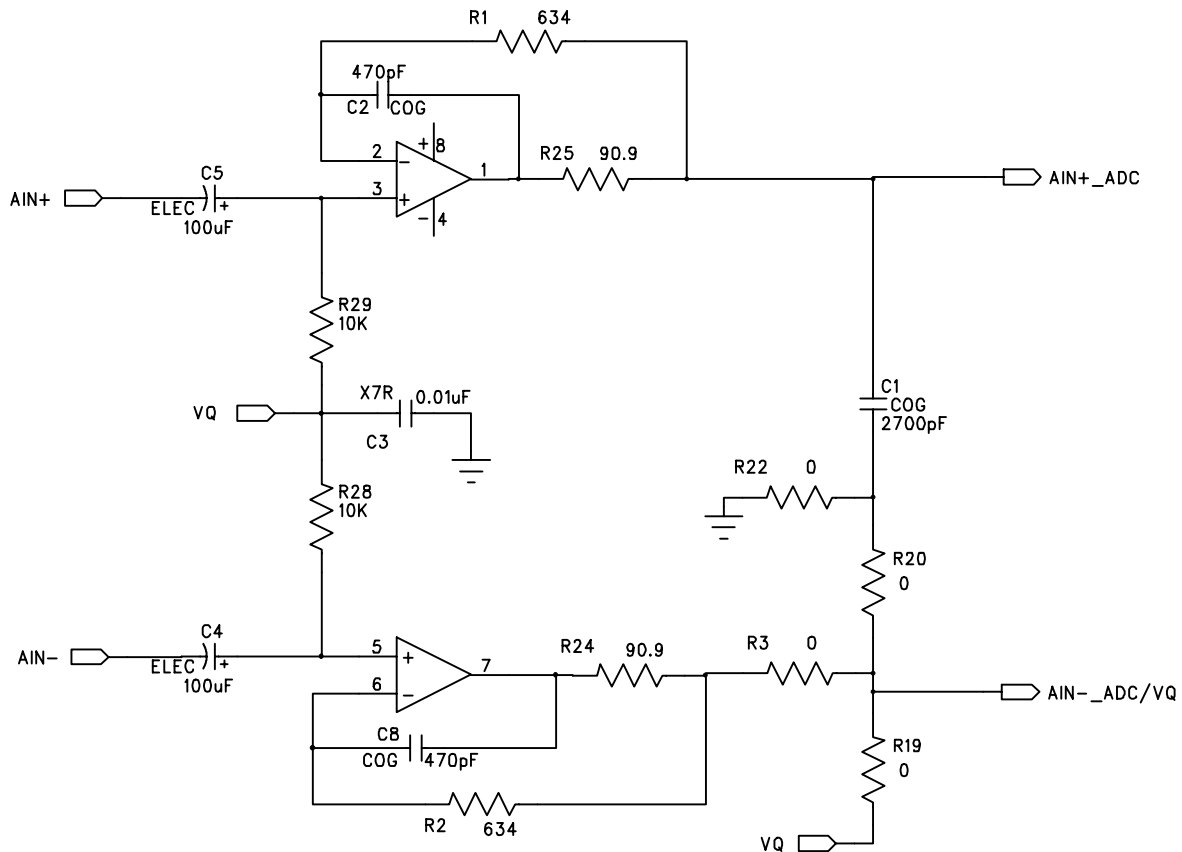 R1 634
470pF
C2 COG
+ 8
2 -
R25 90.9
1
AIN+_ADC
C5
3 +
AIN+
ELEC +
100uF
- 4
R29
10K
C1
COG
2700pF
X7R 0.01uF
VQ
C3
R22 0
R28
10K
R20
0
C4
5 +
R24 90.9
R3 0
AIN-
ELEC +
100uF
7
6 -
AIN-_ADC/VQ
C8
COG 470pF
R19
0
R2 634
VQ